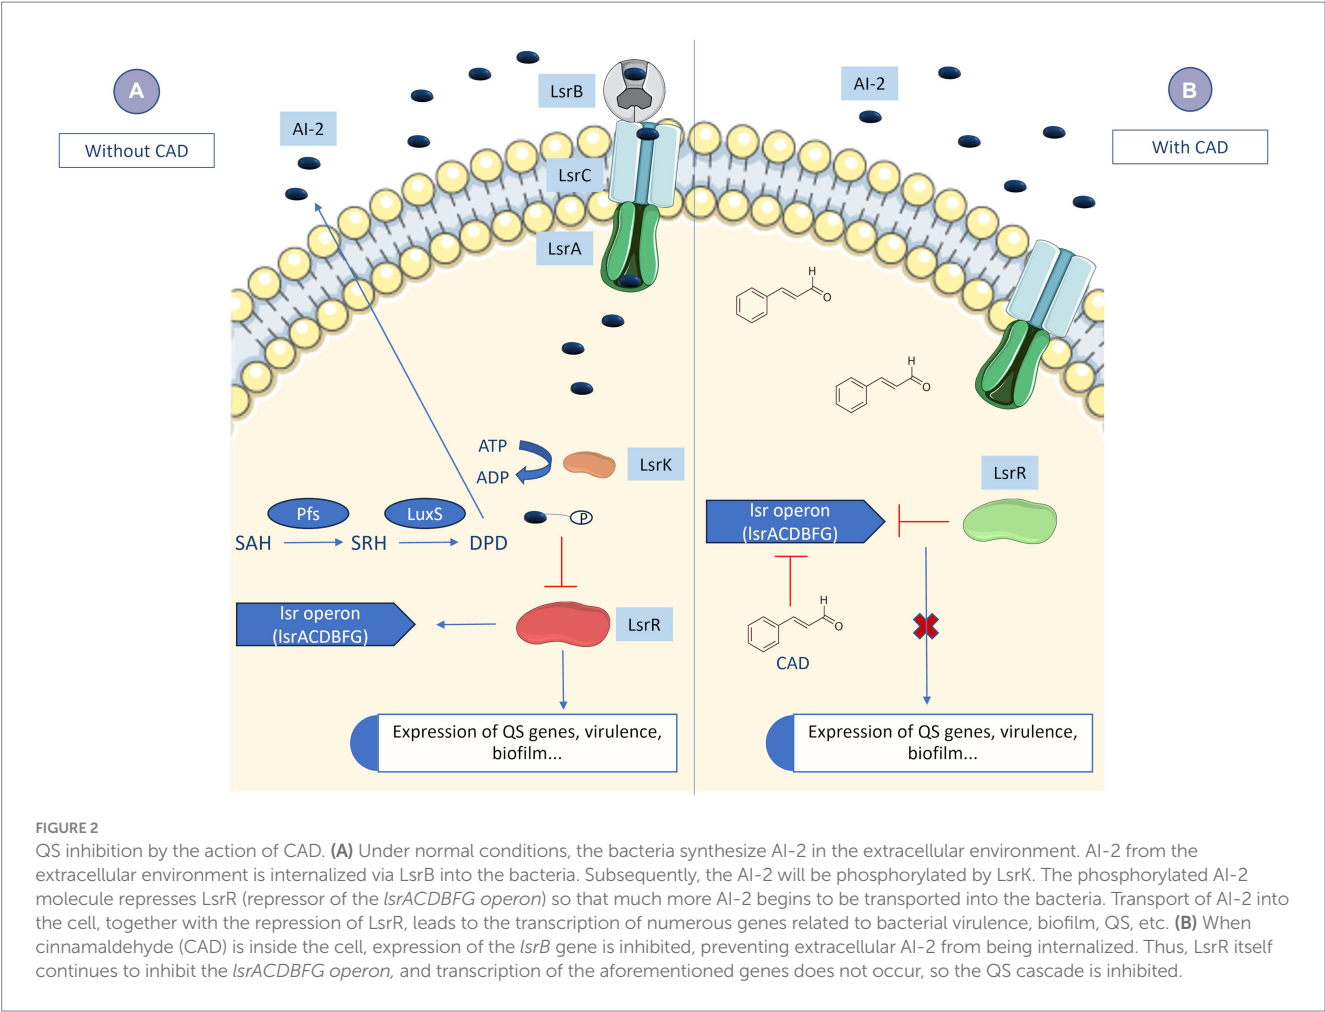 A
Without CAD
AI-2
LsrB
LsrC
LsrA
ATP
ADP
LsrK
Pfs
LuxS
P
SAH
SRH
DPD
lsr operon
(lsrACDBFG)
LsrR
Expression of QS genes, virulence,
biofilm...
AI-2
B
With CAD
H
O
H
O
LsrR
lsr operon
(lsrACDBFG)
H
O
CAD
Expression of QS genes, virulence,
biofilm...
FIGURE 2
QS inhibition by the action of CAD. (A) Under normal conditions, the bacteria synthesize AI-2 in the extracellular environment. AI-2 from the
extracellular environment is internalized via LsrB into the bacteria. Subsequently, the AI-2 will be phosphorylated by LsrK. The phosphorylated AI-2
molecule represses LsrR (repressor of the lsrACDBFG operon) so that much more AI-2 begins to be transported into the bacteria. Transport of AI-2 into
the cell, together with the repression of LsrR, leads to the transcription of numerous genes related to bacterial virulence, biofilm, QS, etc. (B) When
cinnamaldehyde (CAD) is inside the cell, expression of the lsrB gene is inhibited, preventing extracellular AI-2 from being internalized. Thus, LsrR itself
continues to inhibit the lsrACDBFG operon, and transcription of the aforementioned genes does not occur, so the QS cascade is inhibited.